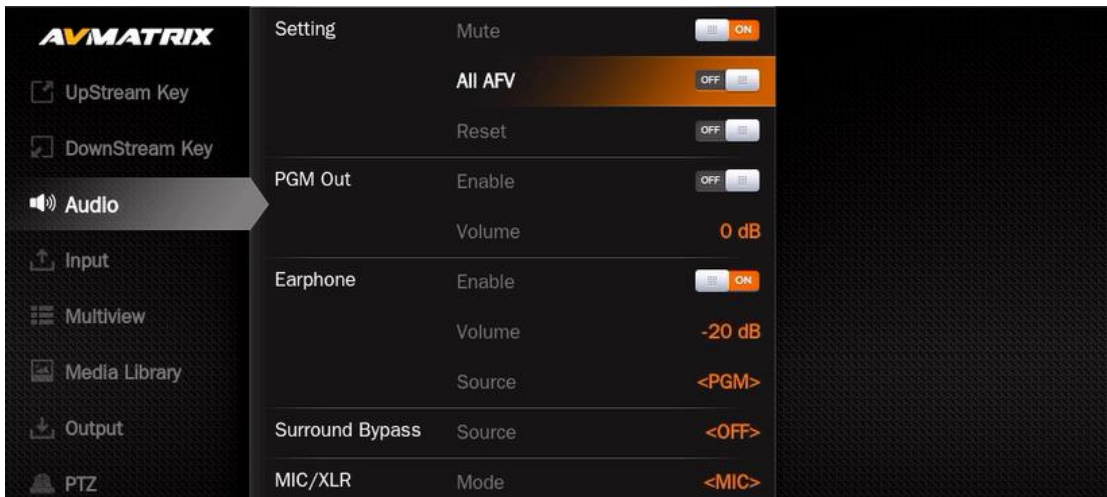 AVMATRIX
UpStream Key
DownStream Key
Audio
Input
Multiview
Media Library
Output
PTZ
Setting Mute ON
All AFV OFF
Reset OFF
PGM Out Enable OFF
Volume 0 dB
Earphone Enable ON
Volume -20 dB
Source <PGM>
Surround Bypass Source <OFF>
MIC/XLR Mode <MIC>